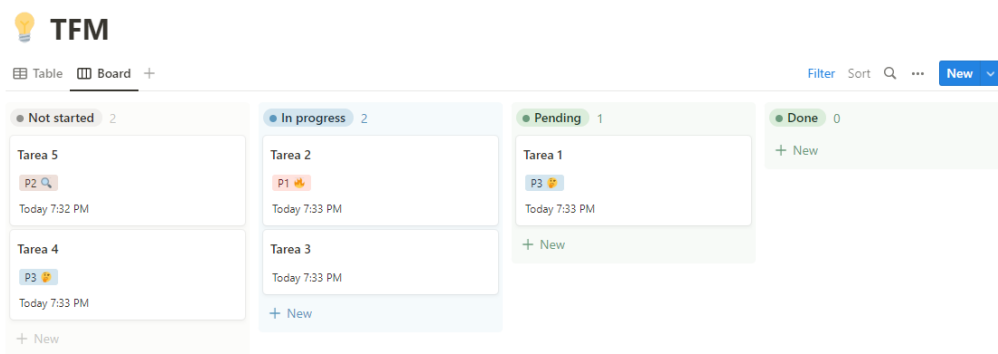 TFM
Table Board
Filter Sort New
Not started 2
Tarea 5
P2 🔍
Today 7:32 PM
Tarea 4
P3 🤔
Today 7:33 PM
+ New
In progress 2
Tarea 2
P1 🔥
Today 7:33 PM
Tarea 3
Today 7:33 PM
+ New
Pending 1
Tarea 1
P3 🤔
Today 7:33 PM
+ New
Done 0
+ New